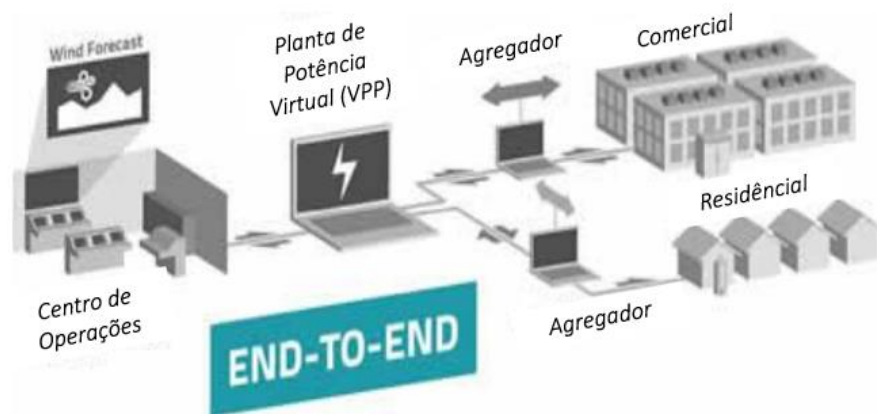 Wind Forecast
Planta de
Potência
Virtual (VPP)
Agregador
Comercial
Residêncial
Agregador
Centro de
Operações
END-TO-END